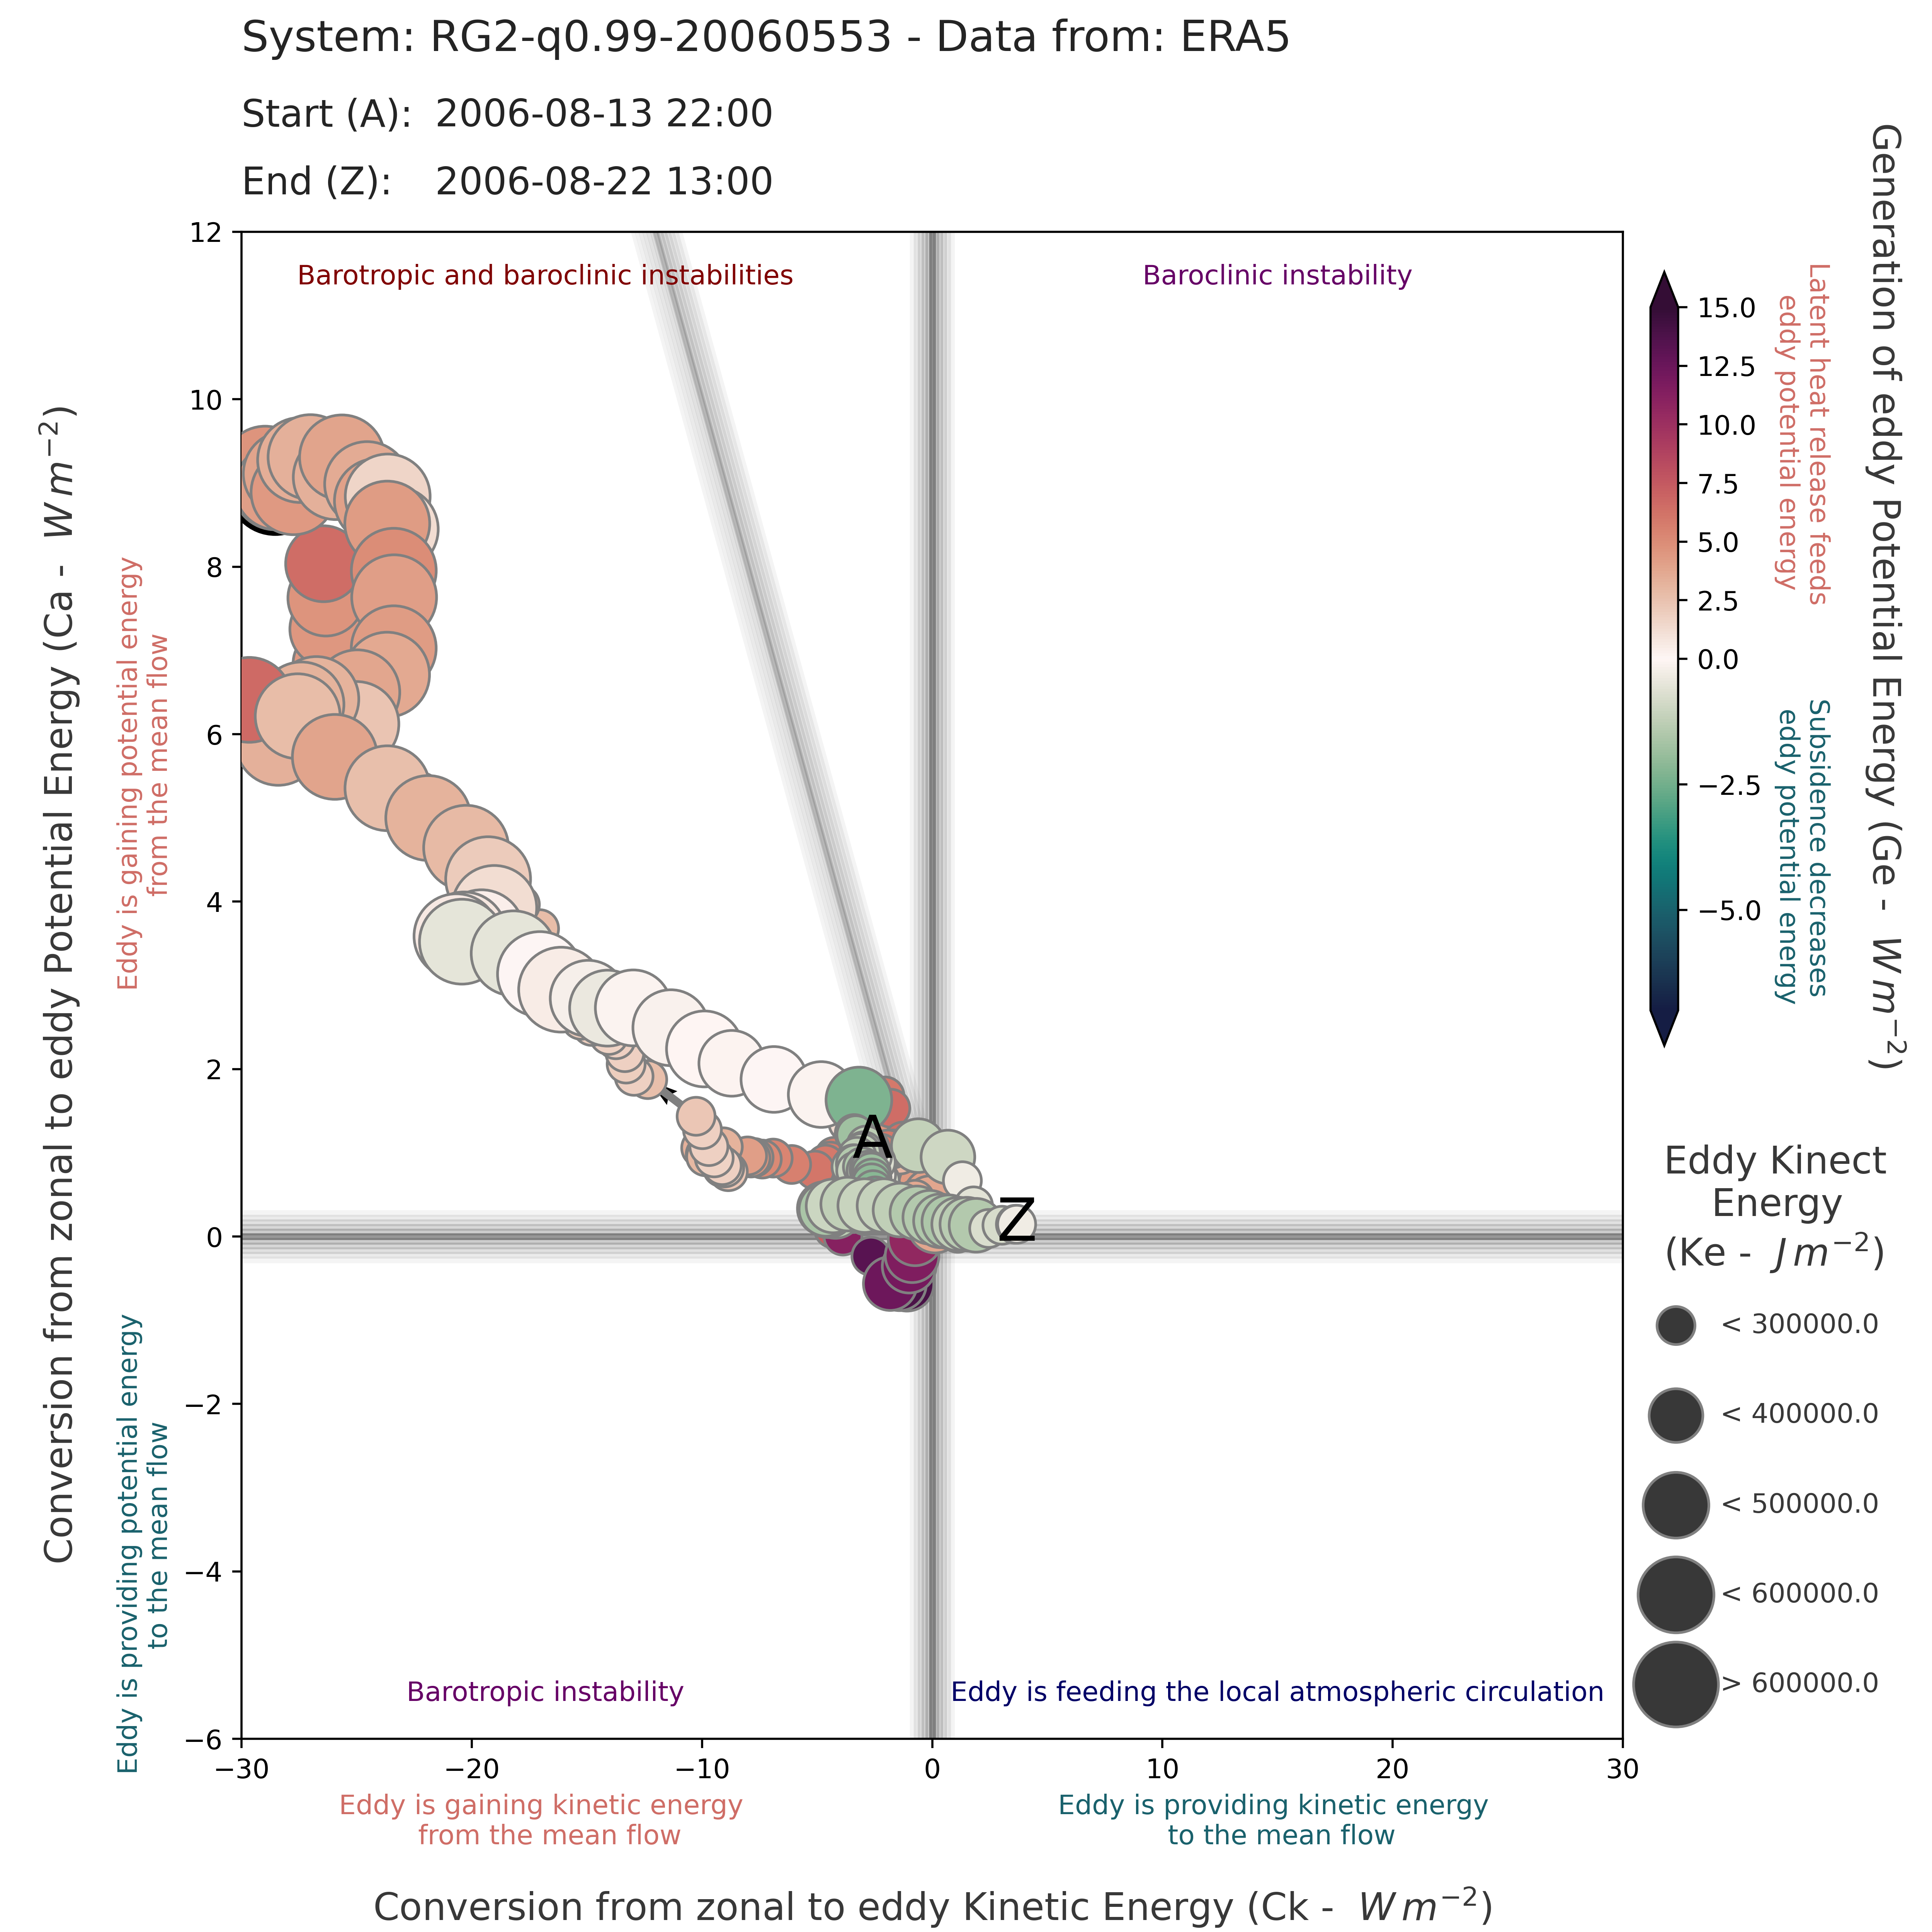 System: RG2-q0.99-20060553 - Data from: ERA5
Start (A): 2006-08-13 22:00
End (Z): 2006-08-22 13:00
Conversion from zonal to eddy Potential Energy (Ca - W m⁻²)
Eddy is gaining potential energy
from the mean flow
Eddy is providing potential energy
to the mean flow
12
10
8
6
4
2
0
−2
−4
−6
Barotropic and baroclinic instabilities
Baroclinic instability
A
Z
Barotropic instability
Eddy is feeding the local atmospheric circulation
−30
−20
−10
0
10
20
30
Eddy is gaining kinetic energy
from the mean flow
Eddy is providing kinetic energy
to the mean flow
Conversion from zonal to eddy Kinetic Energy (Ck - W m⁻²)
15.0
12.5
10.0
7.5
5.0
2.5
0.0
−2.5
−5.0
Latent heat release feeds
eddy potential energy
Subsidence decreases
eddy potential energy
Generation of eddy Potential Energy (Ge - W m⁻²)
Eddy Kinect
Energy
(Ke - J m⁻²)
< 300000.0
< 400000.0
< 500000.0
< 600000.0
> 600000.0